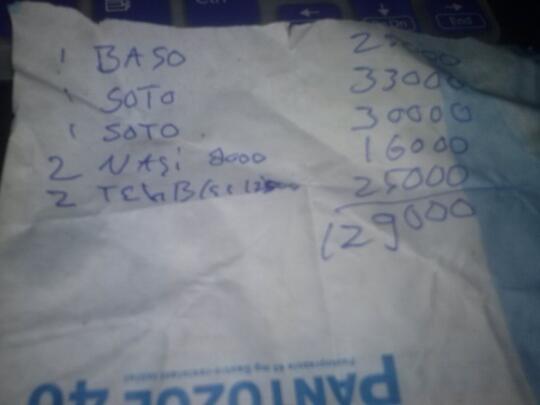 1 BASO 25000
1 SOTO 33000
1 SOTO 30000
2 NASi 8000 16000
2 TEH 25000
129000
PANTOZOL 40